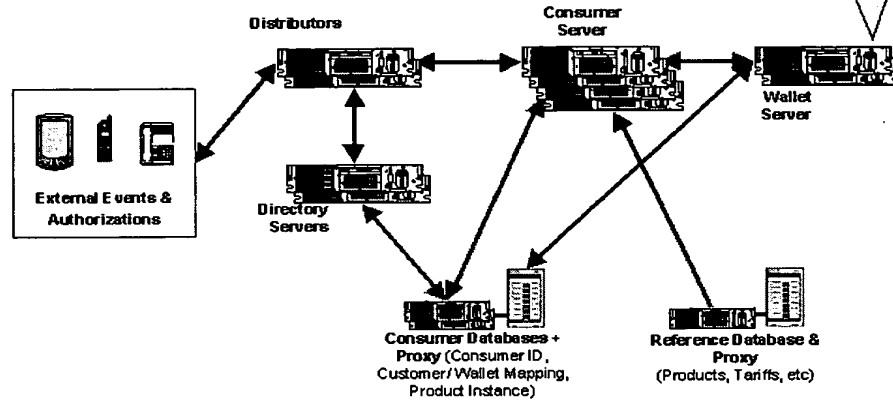 Distributors
Consumer
Server
Wallet
Server
External Events &
Authorizations
Directory
Servers
Consumer Databases +
Proxy (Consumer ID,
Customer/Wallet Mapping,
Product Instance)
Reference Database &
Proxy
(Products, Tariffs, etc)